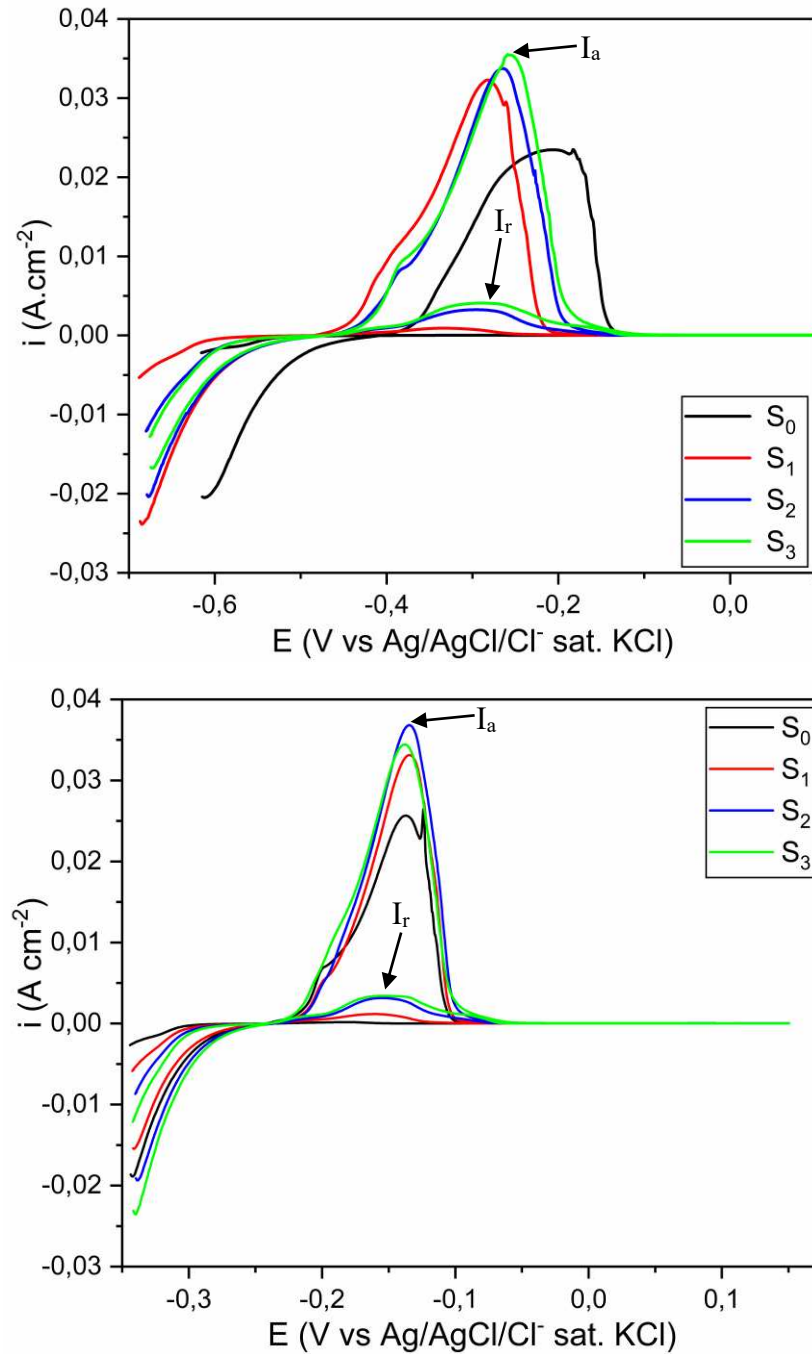 0,04
0,03
0,02
0,01
0,00
-0,01
-0,02
-0,03
i (A.cm⁻²)
Iₐ
Iᵣ
S₀
S₁
S₂
S₃
-0,6 -0,4 -0,2 0,0
E (V vs Ag/AgCl/Cl⁻ sat. KCl)
0,04
0,03
0,02
0,01
0,00
-0,01
-0,02
-0,03
i (A cm⁻²)
Iₐ
Iᵣ
S₀
S₁
S₂
S₃
-0,3 -0,2 -0,1 0,0 0,1
E (V vs Ag/AgCl/Cl⁻ sat. KCl)